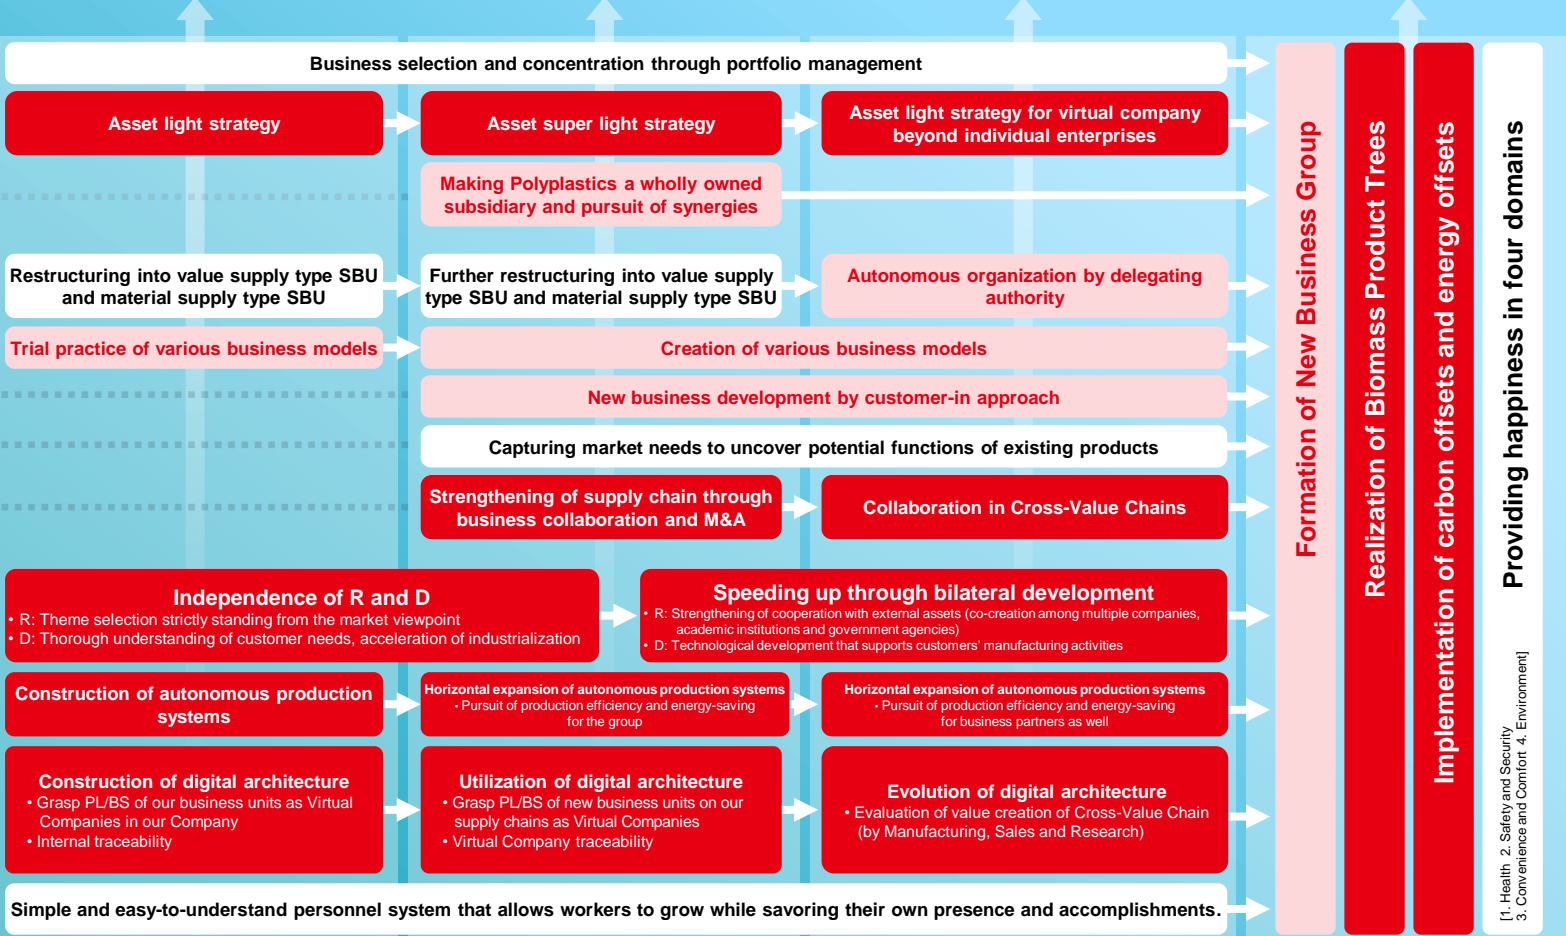 Business selection and concentration through portfolio management
Asset light strategy
Asset super light strategy
Asset light strategy for virtual company
beyond individual enterprises
Making Polyplastics a wholly owned
subsidiary and pursuit of synergies
Restructuring into value supply type SBU
and material supply type SBU
Further restructuring into value supply
type SBU and material supply type SBU
Autonomous organization by delegating
authority
Trial practice of various business models
Creation of various business models
New business development by customer-in approach
Capturing market needs to uncover potential functions of existing products
Strengthening of supply chain through
business collaboration and M&A
Collaboration in Cross-Value Chains
Independence of R and D
• R: Theme selection strictly standing from the market viewpoint
• D: Thorough understanding of customer needs, acceleration of industrialization
Speeding up through bilateral development
• R: Strengthening of cooperation with external assets (co-creation among multiple companies,
academic institutions and government agencies)
• D: Technological development that supports customers' manufacturing activities
Construction of autonomous production
systems
Horizontal expansion of autonomous production systems
• Pursuit of production efficiency and energy-saving
for the group
Horizontal expansion of autonomous production systems
• Pursuit of production efficiency and energy-saving
for business partners as well
Construction of digital architecture
• Grasp PL/BS of our business units as Virtual
Companies in our Company
• Internal traceability
Utilization of digital architecture
• Grasp PL/BS of new business units on our
supply chains as Virtual Companies
• Virtual Company traceability
Evolution of digital architecture
• Evaluation of value creation of Cross-Value Chain
(by Manufacturing, Sales and Research)
Simple and easy-to-understand personnel system that allows workers to grow while savoring their own presence and accomplishments.
Formation of New Business Group
Realization of Biomass Product Trees
Implementation of carbon offsets and energy offsets
Providing happiness in four domains
[1. Health 2. Safety and Security
3. Convenience and Comfort 4. Environment]